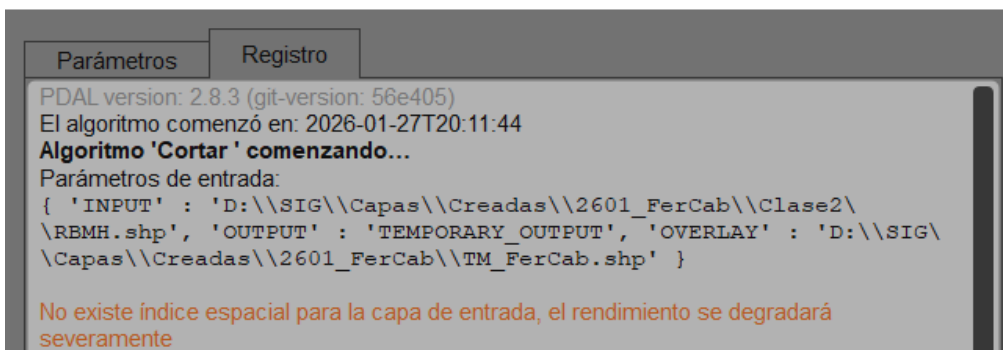 Parámetros
Registro
PDAL version: 2.8.3 (git-version: 56e405)
El algoritmo comenzó en: 2026-01-27T20:11:44
Algoritmo 'Cortar ' comenzando…
Parámetros de entrada:
{ 'INPUT' : 'D:\\SIG\\Capas\\Creadas\\2601_FerCab\\Clase2\
\RBMH.shp', 'OUTPUT' : 'TEMPORARY_OUTPUT', 'OVERLAY' : 'D:\\SIG\
\Capas\\Creadas\\2601_FerCab\\TM_FerCab.shp' }
No existe índice espacial para la capa de entrada, el rendimiento se degradará
severamente